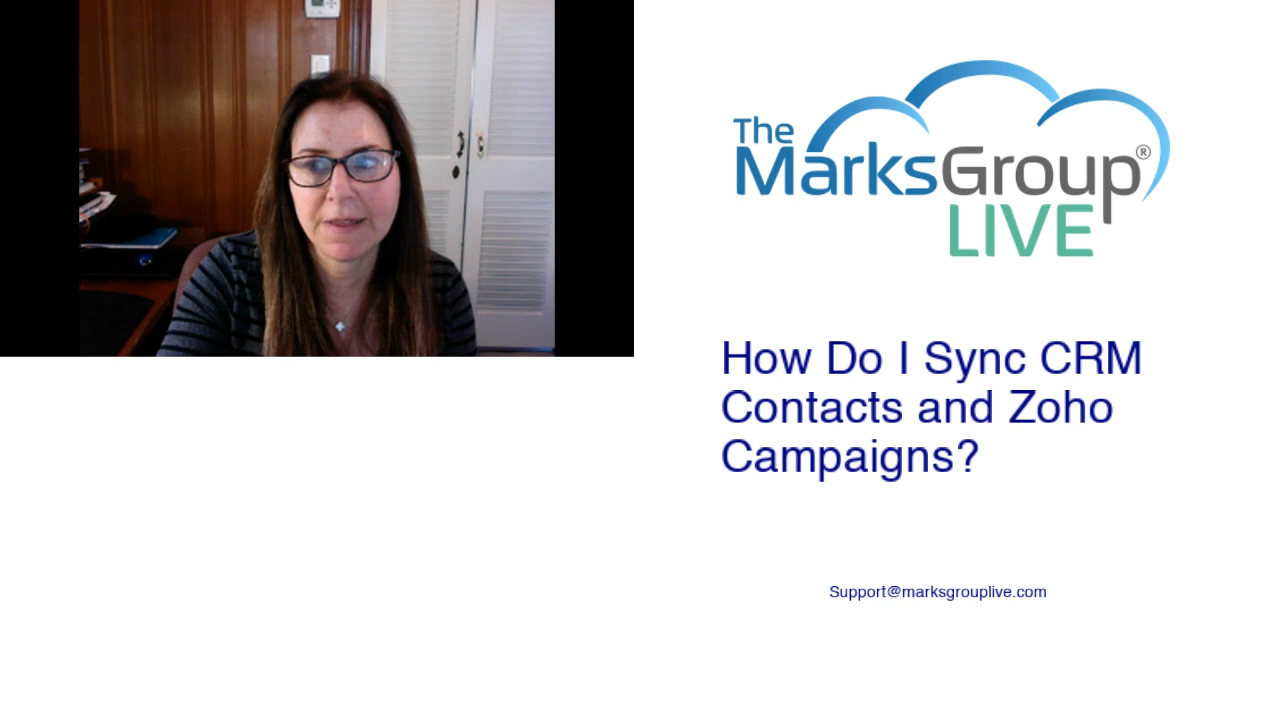 The
MarksGroup®
LIVE
How Do I Sync CRM
Contacts and Zoho
Campaigns?
Support@marksgrouplive.com